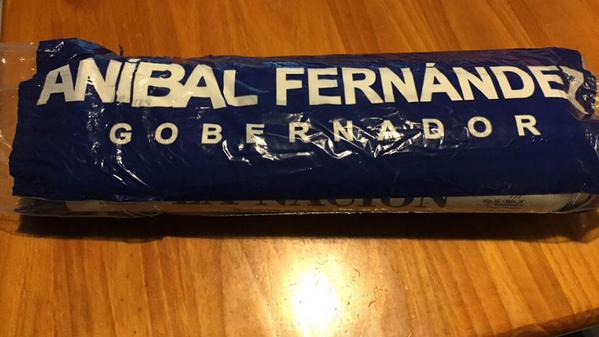 ANÍBAL FERNÁNDEZ
GOBERNADOR
LA NACION